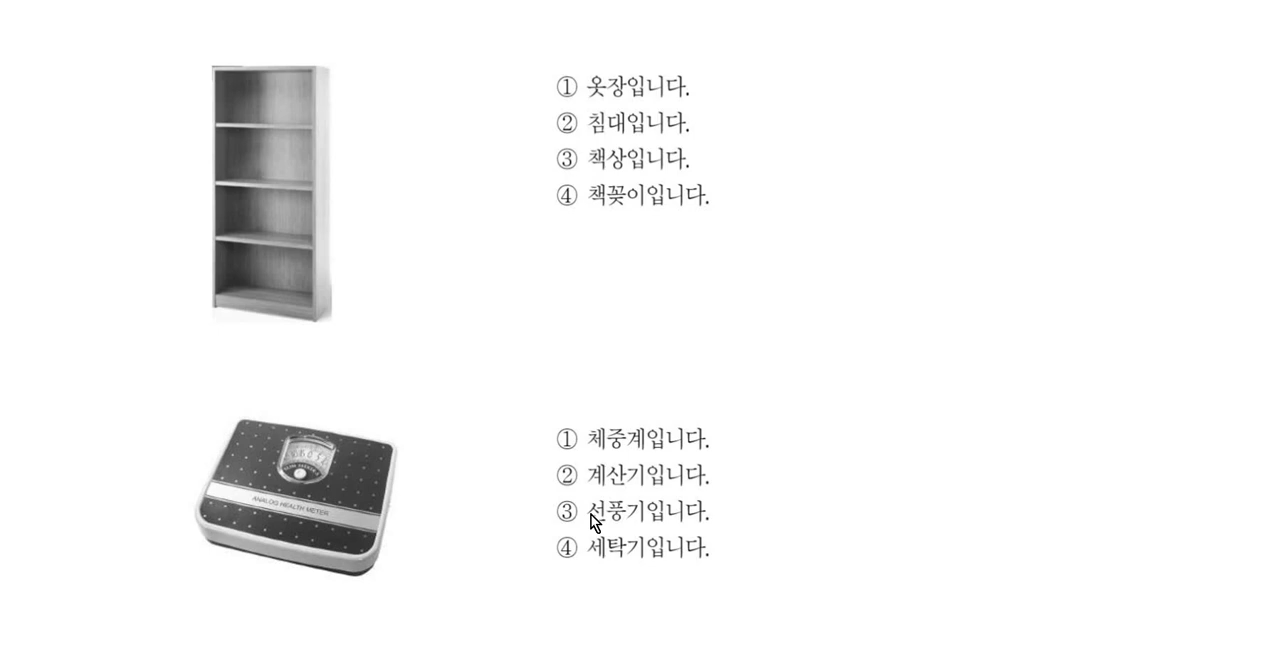 ① 옷장입니다.
② 침대입니다.
③ 책상입니다.
④ 책꽂이입니다.
ANALOG HEALTH METER
① 체중계입니다.
② 계산기입니다.
③ 선풍기입니다.
④ 세탁기입니다.